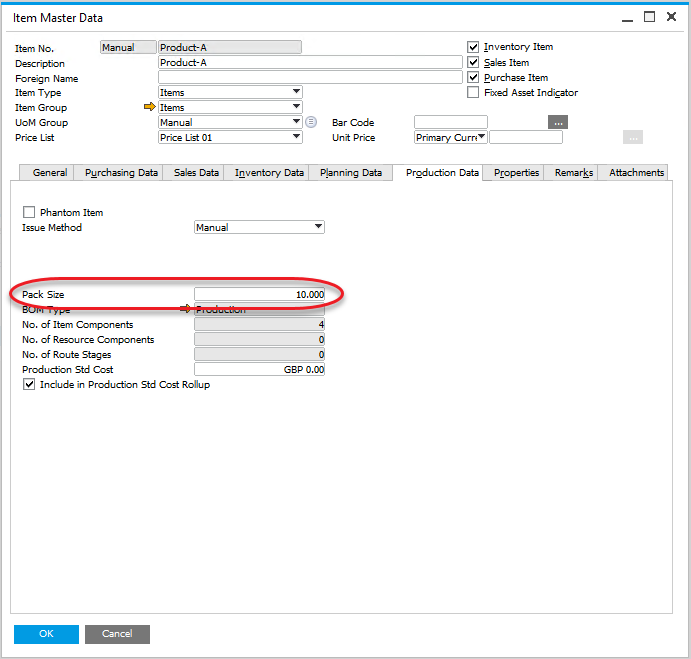 Item Master Data
Item No. Manual Product-A
Inventory Item
Description Product-A
Sales Item
Foreign Name
Purchase Item
Item Type Items
Fixed Asset Indicator
Item Group Items
UoM Group Manual Bar Code ...
Price List Price List 01 Unit Price Primary Curre ...
General Purchasing Data Sales Data Inventory Data Planning Data Production Data Properties Remarks Attachments
Phantom Item
Issue Method Manual
Pack Size 10.000
BOM Type Production
No. of Item Components 4
No. of Resource Components 0
No. of Route Stages 0
Production Std Cost GBP 0.00
Include in Production Std Cost Rollup
OK Cancel